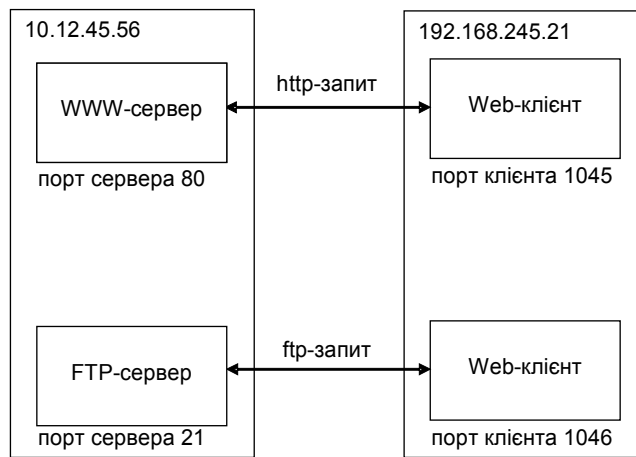 10.12.45.56
192.168.245.21
WWW-сервер
http-запит
Web-клієнт
порт сервера 80
порт клієнта 1045
FTP-сервер
ftp-запит
Web-клієнт
порт сервера 21
порт клієнта 1046